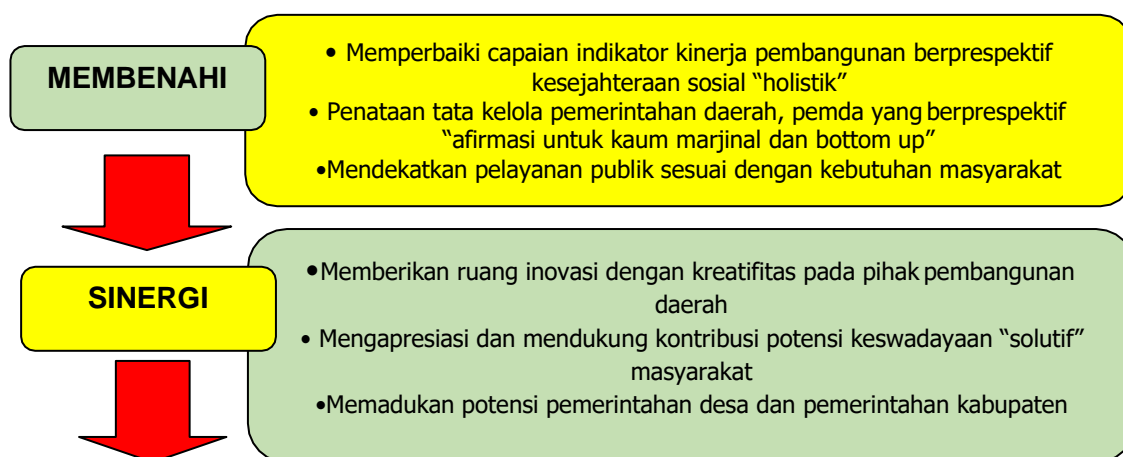 MEMBENAHI
• Memperbaiki capaian indikator kinerja pembangunan berprespektif
kesejahteraan sosial “holistik”
• Penataan tata kelola pemerintahan daerah, pemda yang berprespektif
“afirmasi untuk kaum marjinal dan bottom up”
•Mendekatkan pelayanan publik sesuai dengan kebutuhan masyarakat
SINERGI
•Memberikan ruang inovasi dengan kreatifitas pada pihak pembangunan
daerah
• Mengapresiasi dan mendukung kontribusi potensi keswadayaan “solutif”
masyarakat
•Memadukan potensi pemerintahan desa dan pemerintahan kabupaten